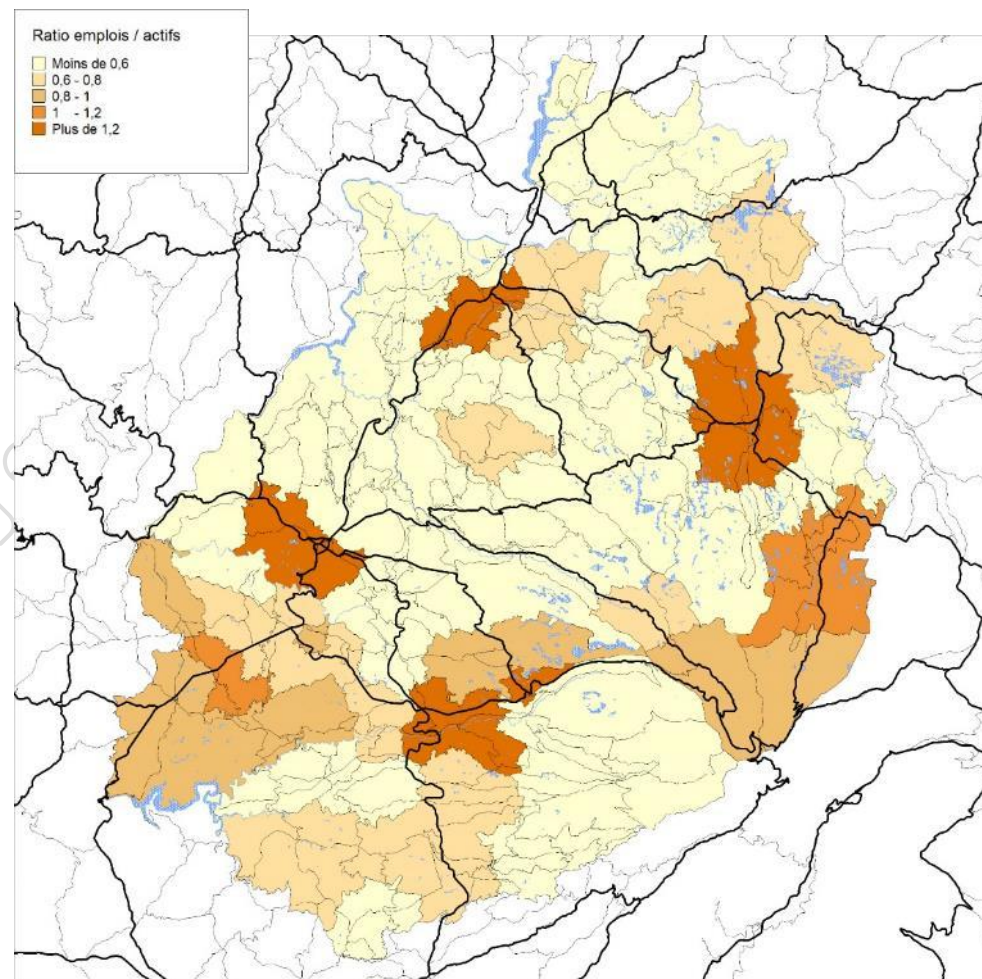 Ratio emplois / actifs
Moins de 0,6
0,6 - 0,8
0,8 - 1
1 - 1,2
Plus de 1,2